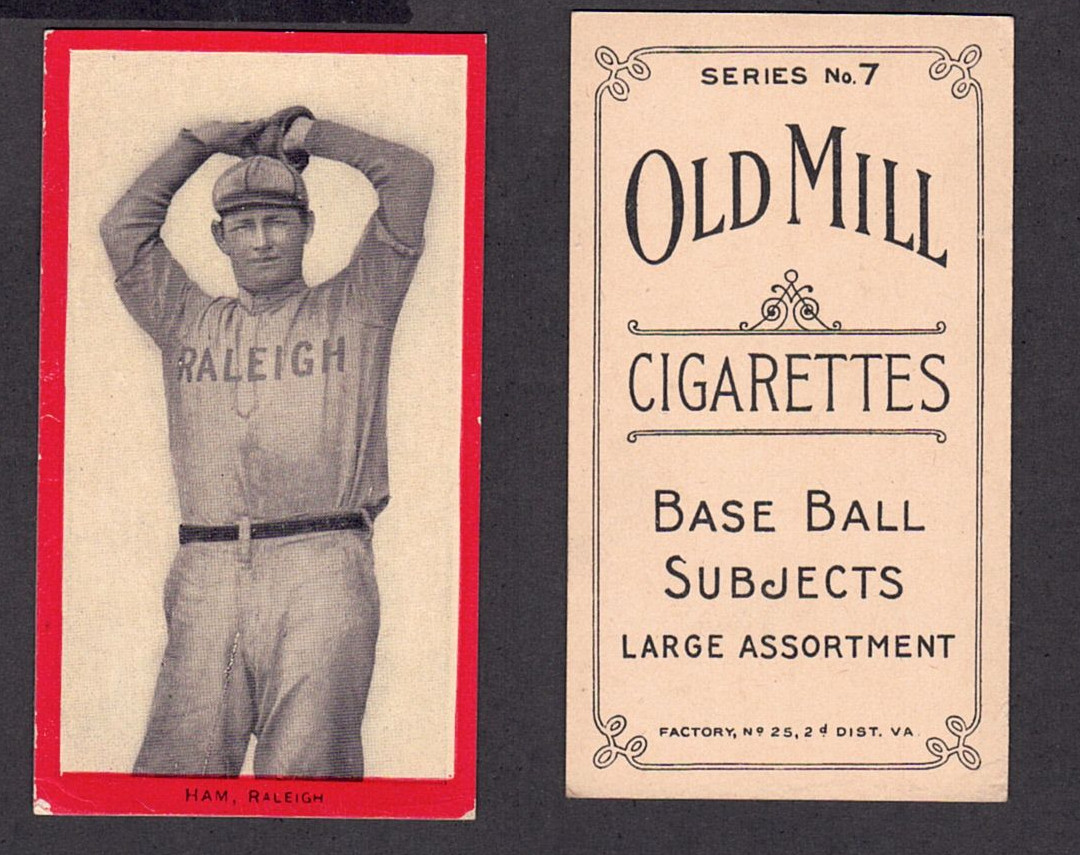 RALEIGH
HAM, RALEIGH
SERIES No. 7
OLD MILL
CIGARETTES
BASE BALL
SUBJECTS
LARGE ASSORTMENT
FACTORY, Nº 25, 2d DIST. VA.